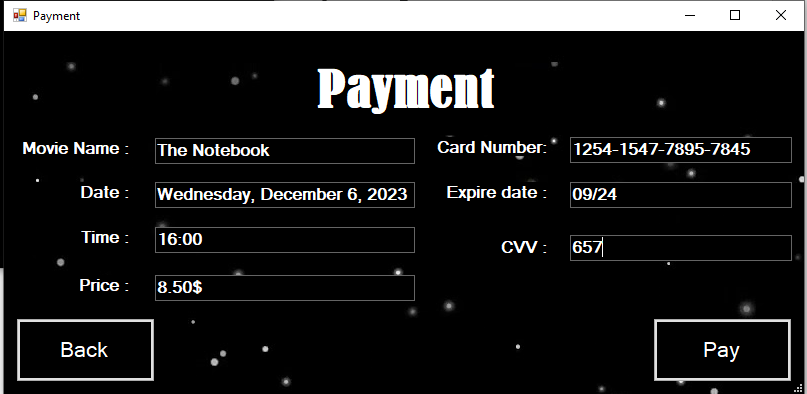 Payment
Payment
Movie Name : The Notebook
Card Number: 1254-1547-7895-7845
Date : Wednesday, December 6, 2023
Expire date : 09/24
Time : 16:00
CVV : 657
Price : 8.50$
Back
Pay